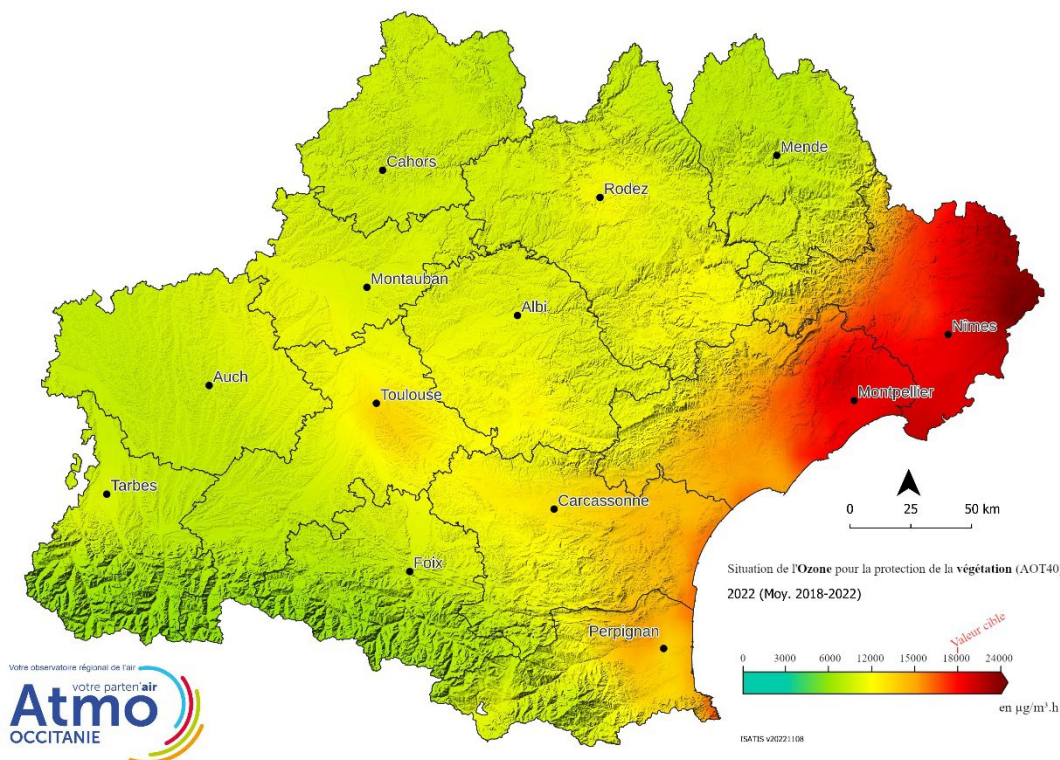 Cahors
Mende
Rodez
Montauban
Albi
Nîmes
Auch
Toulouse
Montpellier
Tarbes
Carcassonne
0 25 50 km
Foix
Situation de l'Ozone pour la protection de la végétation (AOT40
2022 (Moy. 2018-2022)
Perpignan
Valeur cible
0 3000 6000 12000 15000 18000 24000
en µg/m³.h
ISATIS v20221108
Votre observatoire régional de l'air
votre parten'air
Atmo
OCCITANIE